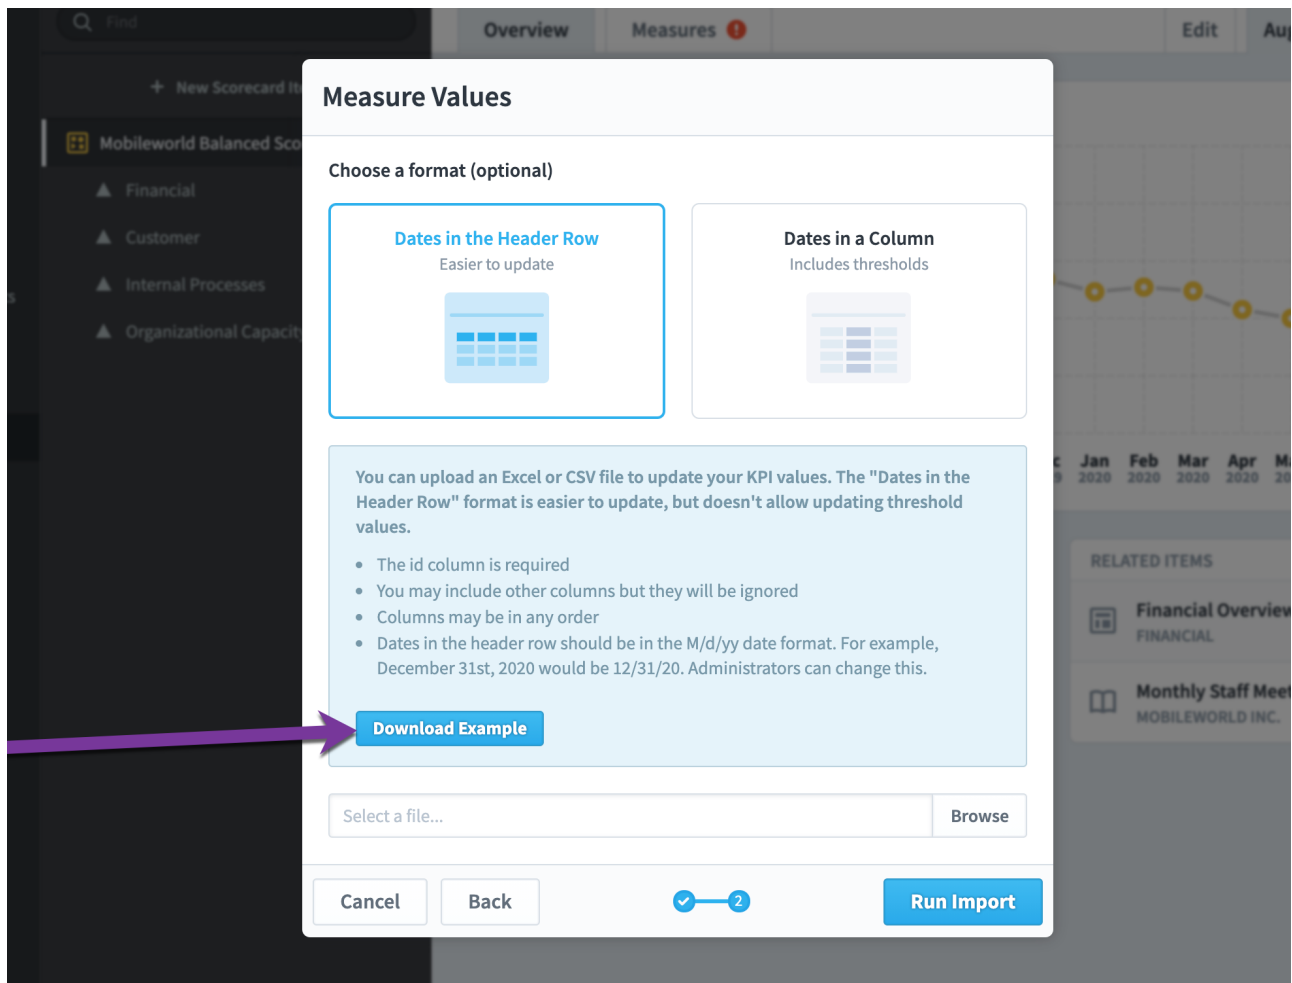 Find
Overview
Measures
Edit
New Scorecard
Mobileworld Balanced
Financial
Customer
Internal Processes
Organizational
Measure Values
Choose a format (optional)
Dates in the Header Row
Easier to update
Dates in a Column
Includes thresholds
You can upload an Excel or CSV file to update your KPI values. The "Dates in the
Header Row" format is easier to update, but doesn't allow updating threshold
values.
• The id column is required
• You may include other columns but they will be ignored
• Columns may be in any order
• Dates in the header row should be in the M/d/yy date format. For example,
December 31st, 2020 would be 12/31/20. Administrators can change this.
Download Example
Select a file...
Browse
Cancel
Back
2
Run Import
Jan Feb Mar Apr
2020 2020 2020 2020
RELATED ITEMS
Financial Overview
FINANCIAL
Monthly Staff
MOBILEWORLD INC.